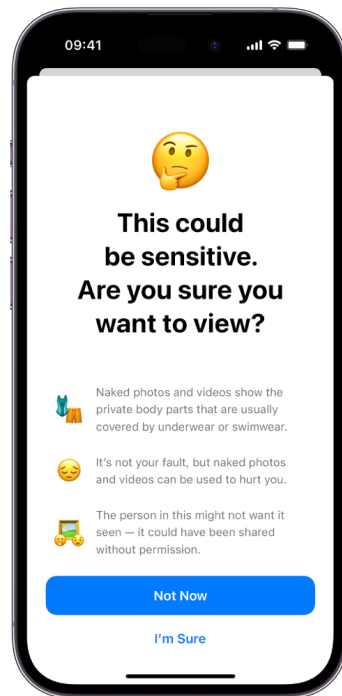 09:41
This could
be sensitive.
Are you sure you
want to view?
Naked photos and videos show the
private body parts that are usually
covered by underwear or swimwear.
It's not your fault, but naked photos
and videos can be used to hurt you.
The person in this might not want it
seen — it could have been shared
without permission.
Not Now
I'm Sure